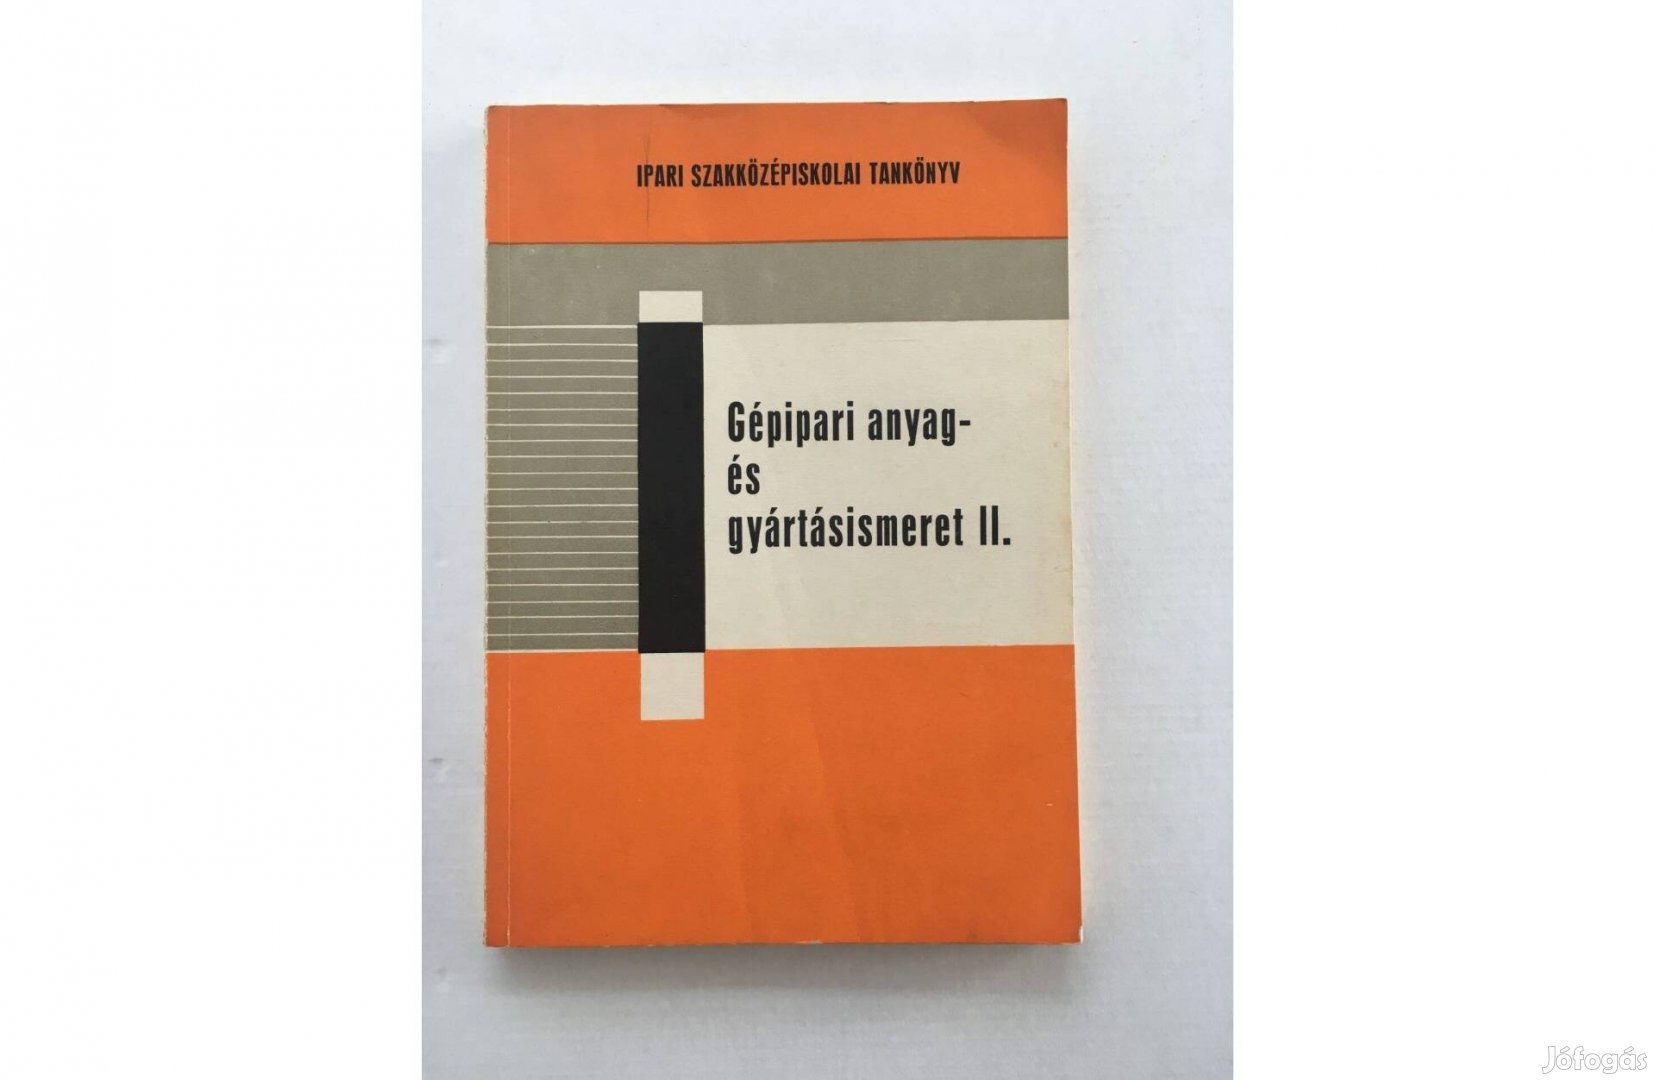 IPARI SZAKKÖZÉPISKOLAI TANKÖNYV
Gépipari anyag-
és
gyártásismeret II.
Jófogás